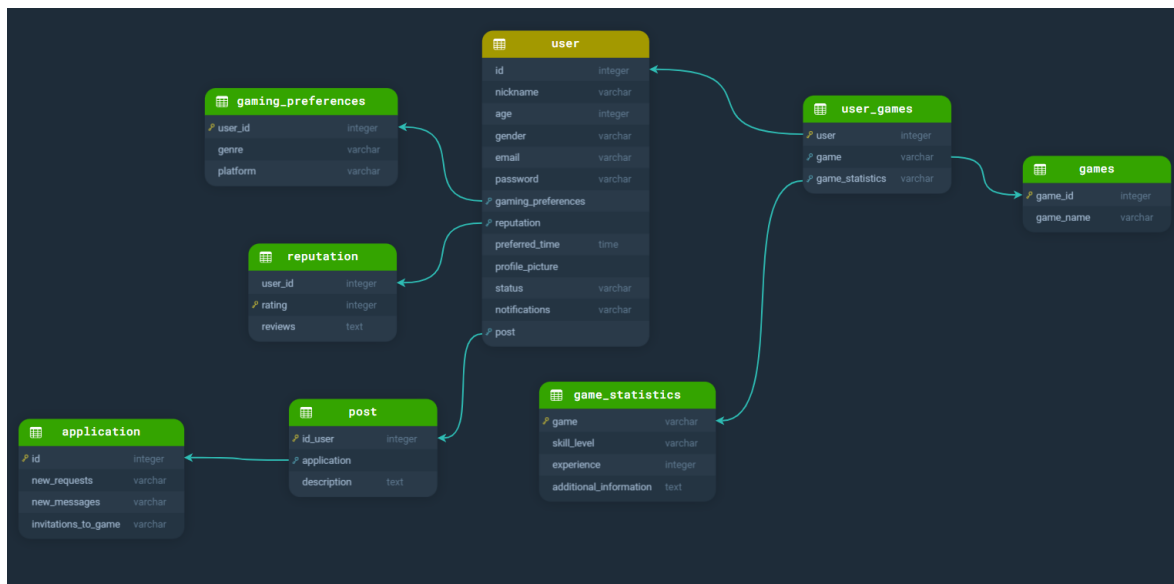 user
id integer
nickname varchar
age integer
gender varchar
email varchar
password varchar
gaming_preferences
reputation
preferred_time time
profile_picture
status varchar
notifications varchar
post
gaming_preferences
user_id integer
genre varchar
platform varchar
user_games
user integer
game varchar
game_statistics varchar
games
game_id integer
game_name varchar
reputation
user_id integer
rating integer
reviews text
game_statistics
game varchar
skill_level varchar
experience integer
additional_information text
post
id_user integer
application
description text
application
id integer
new_requests varchar
new_messages varchar
invitations_to_game varchar